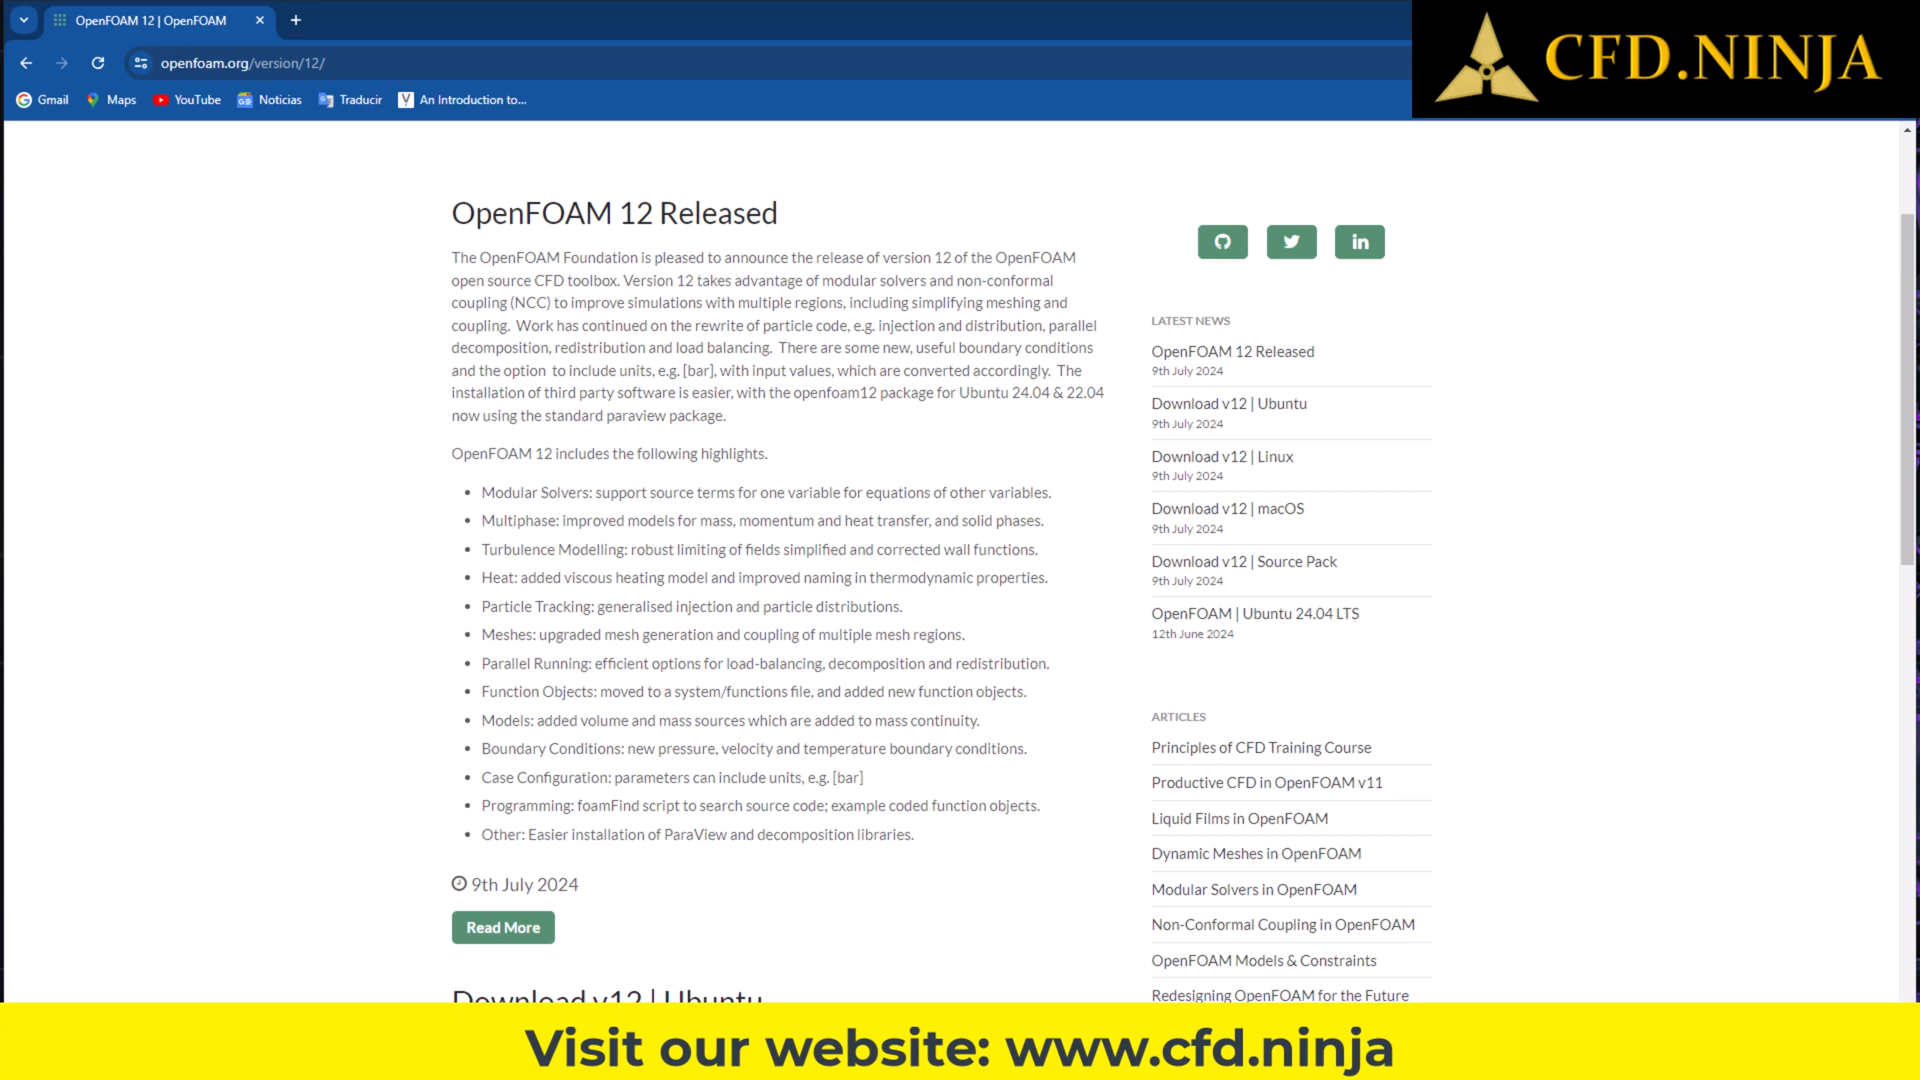 OpenFOAM 12 | OpenFOAM
openfoam.org/version/12/
Gmail
Maps
YouTube
Noticias
Traducir
An Introduction to...
CFD.NINJA
OpenFOAM 12 Released
The OpenFOAM Foundation is pleased to announce the release of version 12 of the OpenFOAM
open source CFD toolbox. Version 12 takes advantage of modular solvers and non-conformal
coupling (NCC) to improve simulations with multiple regions, including simplifying meshing and
coupling. Work has continued on the rewrite of particle code, e.g. injection and distribution, parallel
decomposition, redistribution and load balancing. There are some new, useful boundary conditions
and the option to include units, e.g. [bar], with input values, which are converted accordingly. The
installation of third party software is easier, with the openfoam12 package for Ubuntu 24.04 & 22.04
now using the standard paraview package.
OpenFOAM 12 includes the following highlights.
• Modular Solvers: support source terms for one variable for equations of other variables.
• Multiphase: improved models for mass, momentum and heat transfer, and solid phases.
• Turbulence Modelling: robust limiting of fields simplified and corrected wall functions.
• Heat: added viscous heating model and improved naming in thermodynamic properties.
• Particle Tracking: generalised injection and particle distributions.
• Meshes: upgraded mesh generation and coupling of multiple mesh regions.
• Parallel Running: efficient options for load-balancing, decomposition and redistribution.
• Function Objects: moved to a system/functions file, and added new function objects.
• Models: added volume and mass sources which are added to mass continuity.
• Boundary Conditions: new pressure, velocity and temperature boundary conditions.
• Case Configuration: parameters can include units, e.g. [bar]
• Programming: foamFind script to search source code; example coded function objects.
• Other: Easier installation of ParaView and decomposition libraries.
9th July 2024
Read More
Download v12 | Ubuntu
LATEST NEWS
OpenFOAM 12 Released
9th July 2024
Download v12 | Ubuntu
9th July 2024
Download v12 | Linux
9th July 2024
Download v12 | macOS
9th July 2024
Download v12 | Source Pack
9th July 2024
OpenFOAM | Ubuntu 24.04 LTS
12th June 2024
ARTICLES
Principles of CFD Training Course
Productive CFD in OpenFOAM v11
Liquid Films in OpenFOAM
Dynamic Meshes in OpenFOAM
Modular Solvers in OpenFOAM
Non-Conformal Coupling in OpenFOAM
OpenFOAM Models & Constraints
Redesigning OpenFOAM for the Future
Visit our website: www.cfd.ninja